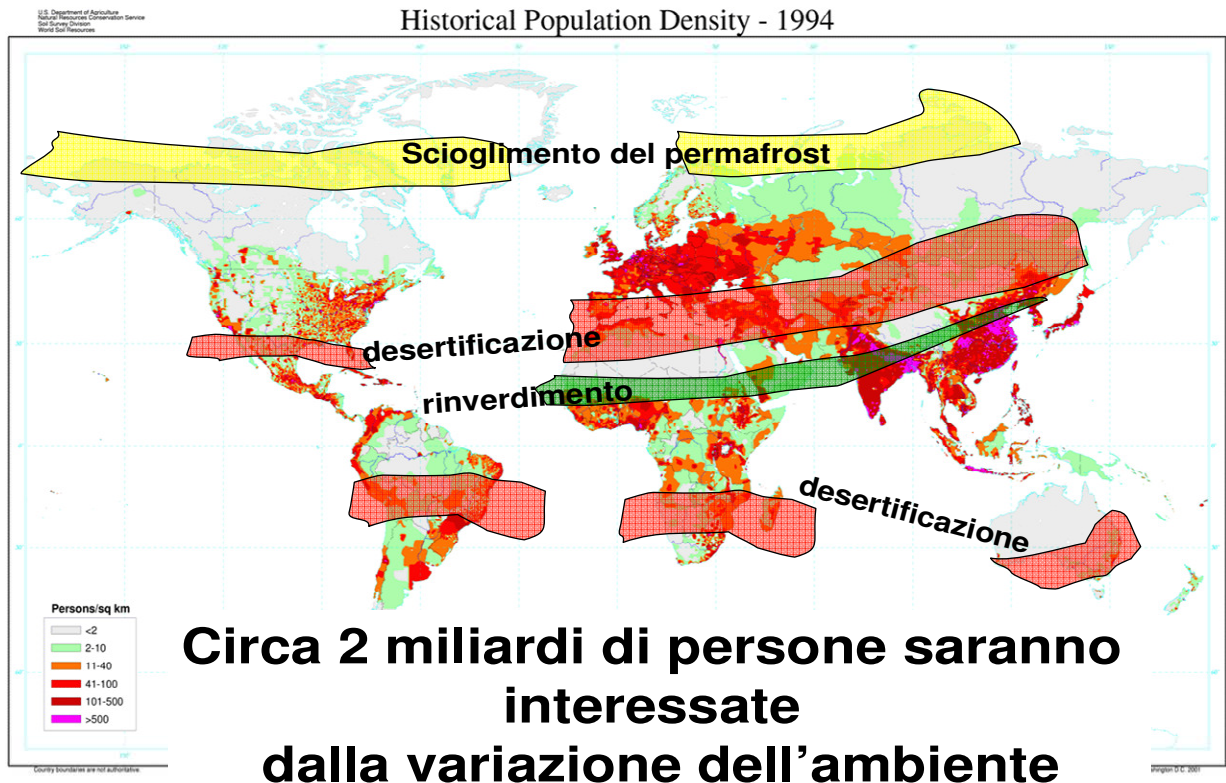 U.S. Department of Agriculture
Natural Resources Conservation Service
Soil Survey Division
World Soil Resources
Historical Population Density - 1994
Scioglimento del permafrost
desertificazione
rinverdimento
desertificazione
Persons/sq km
<2
2-10
11-40
41-100
101-500
>500
Circa 2 miliardi di persone saranno
interessate
dalla variazione dell'ambiente
Country boundaries are not authoritative.
D.C. 2001